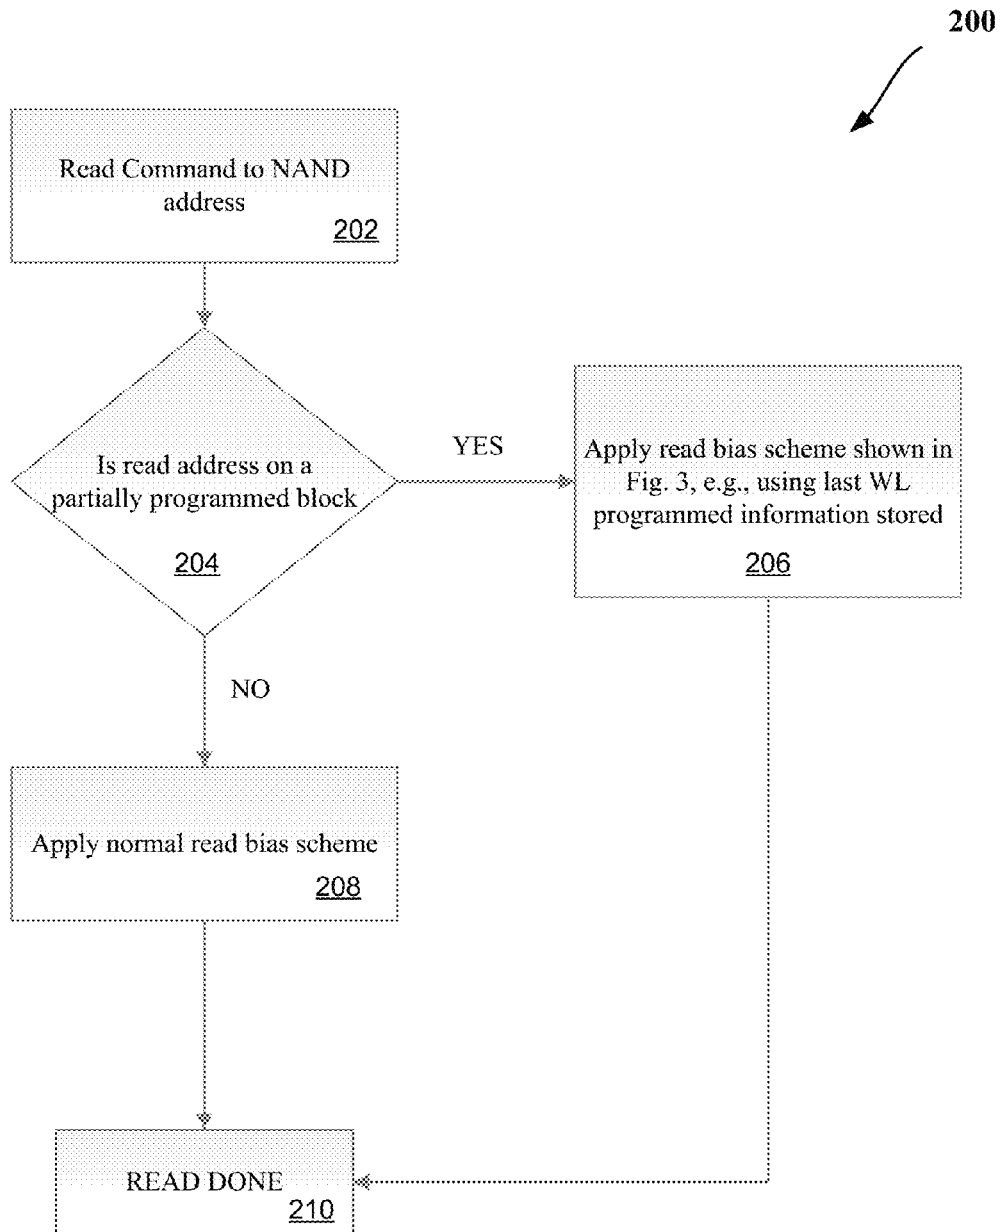 200
Read Command to NAND
address
202
Is read address on a
partially programmed block
204
YES
Apply read bias scheme shown in
Fig. 3, e.g., using last WL
programmed information stored
206
NO
Apply normal read bias scheme
208
READ DONE
210